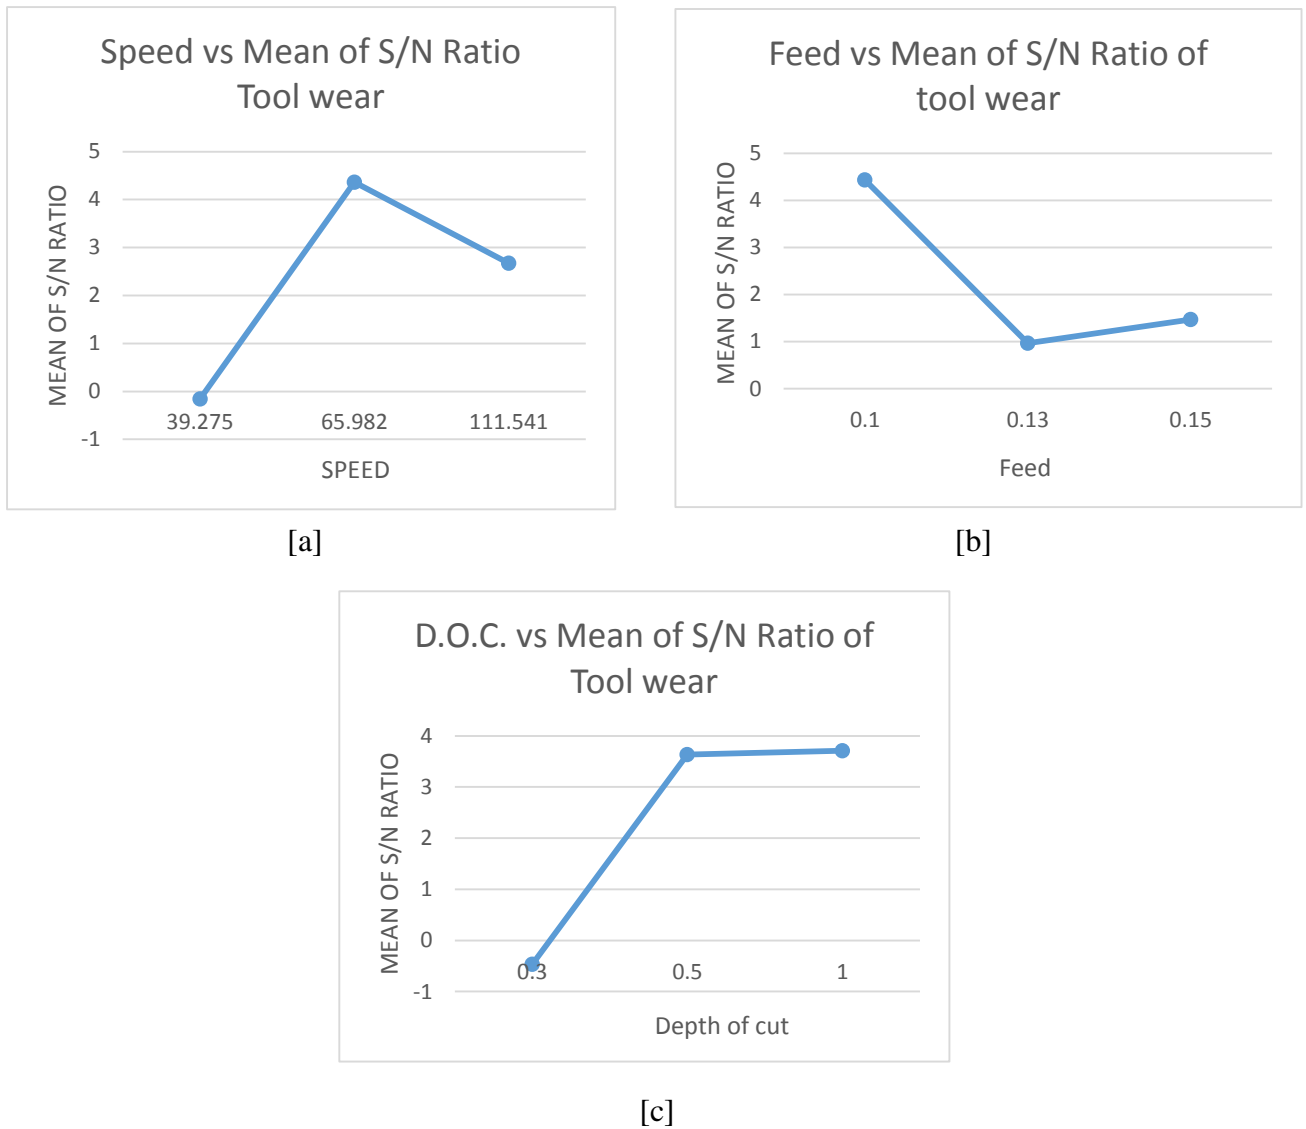 Speed vs Mean of S/N Ratio
Tool wear
MEAN OF S/N RATIO
5
4
3
2
1
0
-1
39.275 65.982 111.541
SPEED
[a]
Feed vs Mean of S/N Ratio of
tool wear
MEAN OF S/N RATIO
5
4
3
2
1
0
0.1 0.13 0.15
Feed
[b]
D.O.C. vs Mean of S/N Ratio of
Tool wear
MEAN OF S/N RATIO
4
3
2
1
0
-1
0.3 0.5 1
Depth of cut
[c]